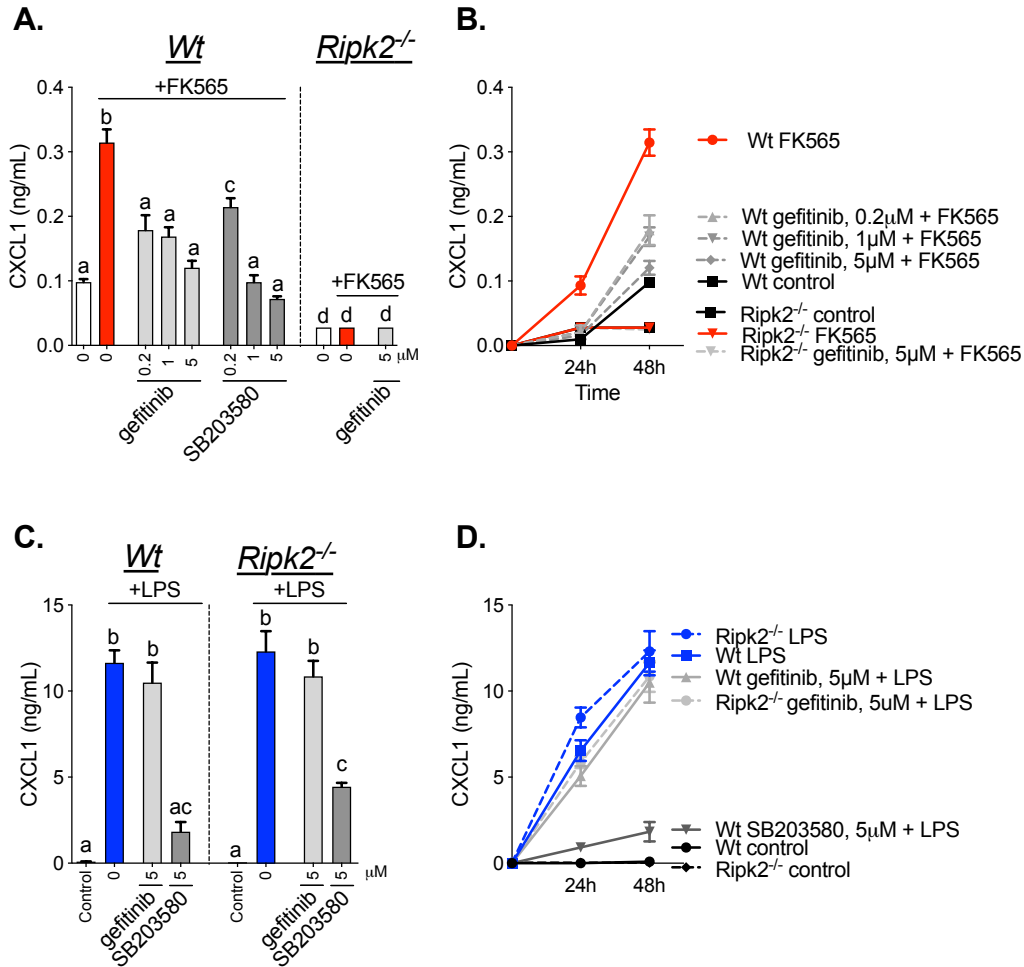 A.
Wt
Ripk2-/-
+FK565
CXCL1 (ng/mL)
0.4
0.3
0.2
0.1
0.0
a
b
a
a
a
c
a
a
+FK565
d
d
d
0
0
0.2
1
5
0.2
1
5
0
0
5
μM
gefitinib
SB203580
gefitinib
B.
CXCL1 (ng/mL)
0.4
0.3
0.2
0.1
0.0
24h
48h
Time
Wt FK565
Wt gefitinib, 0.2μM + FK565
Wt gefitinib, 1μM + FK565
Wt gefitinib, 5μM + FK565
Wt control
Ripk2-/- control
Ripk2-/- FK565
Ripk2-/- gefitinib, 5μM + FK565
C.
Wt
Ripk2-/-
+LPS
+LPS
CXCL1 (ng/mL)
15
10
5
0
a
b
b
ac
a
b
b
c
Control
0
5
5
Control
0
5
5
μM
gefitinib
SB203580
gefitinib
SB203580
D.
CXCL1 (ng/mL)
15
10
5
0
24h
48h
Ripk2-/- LPS
Wt LPS
Wt gefitinib, 5μM + LPS
Ripk2-/- gefitinib, 5uM + LPS
Wt SB203580, 5μM + LPS
Wt control
Ripk2-/- control